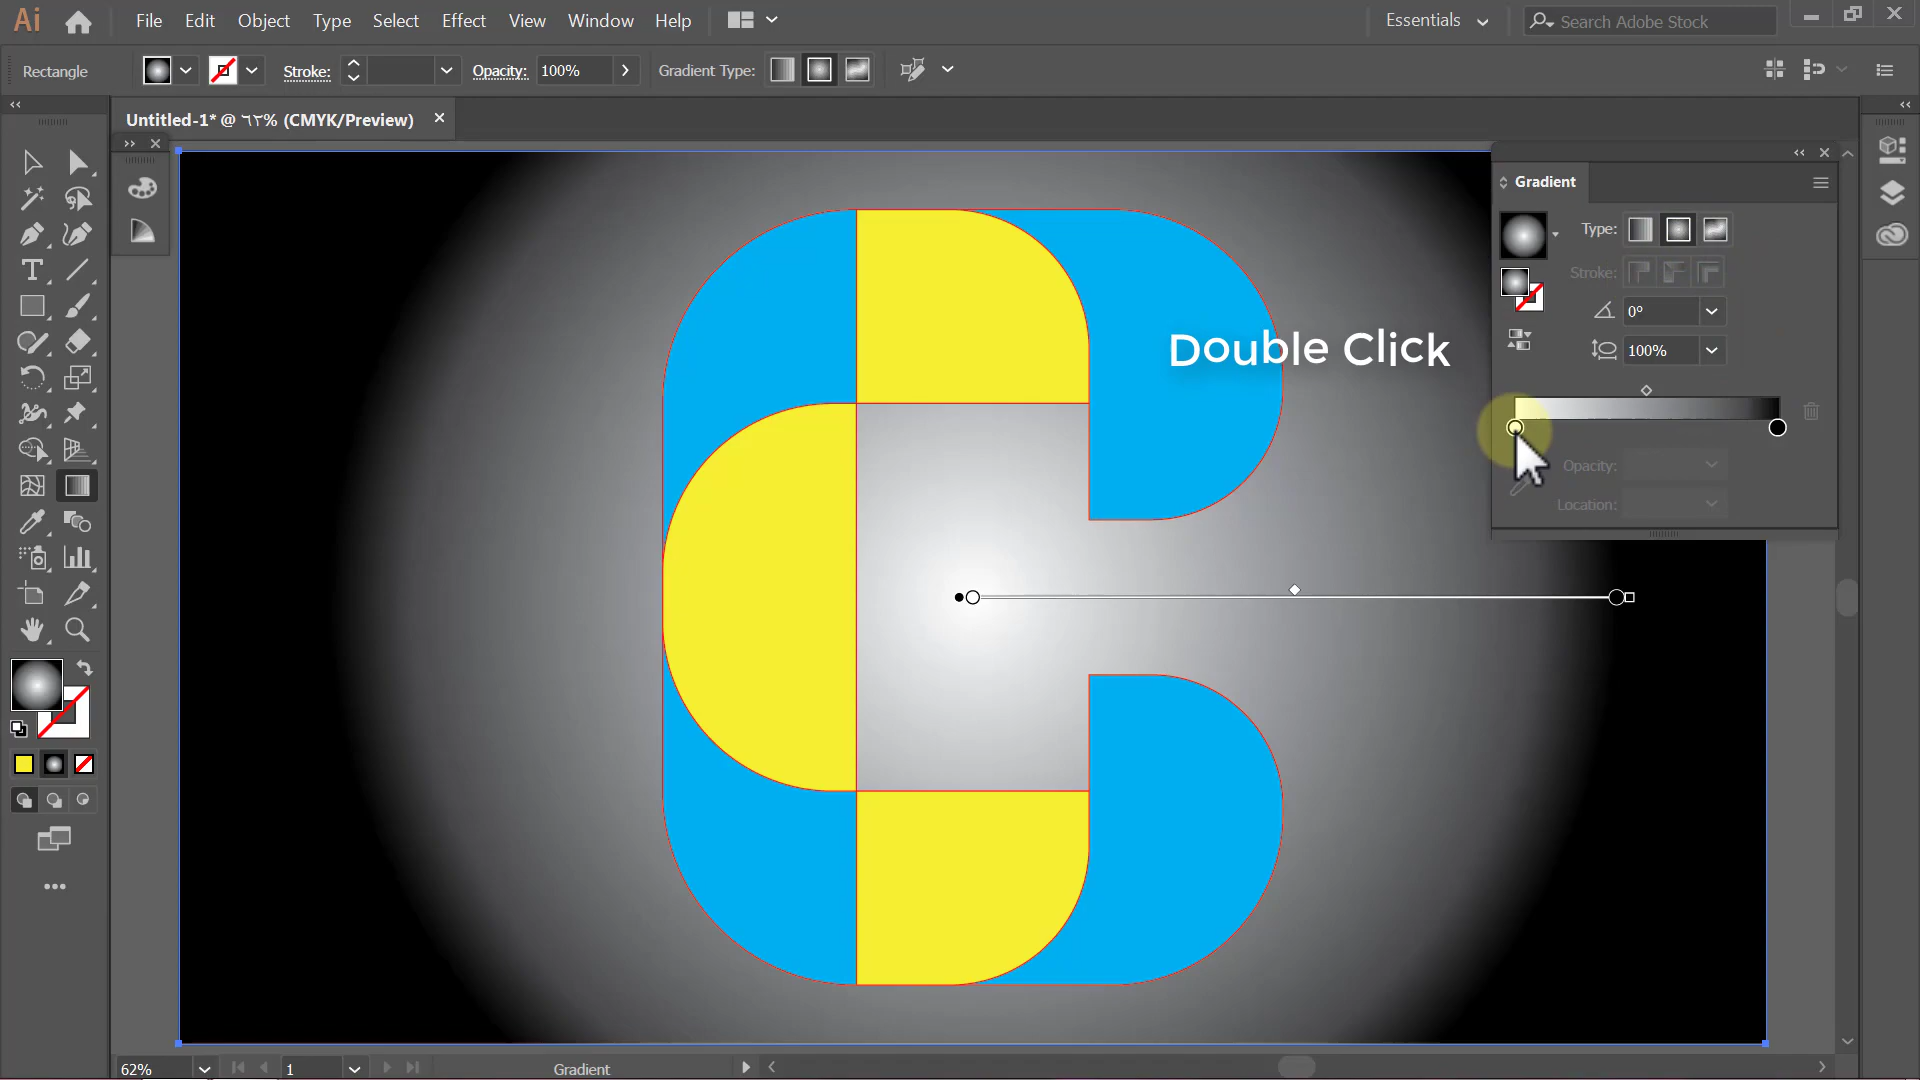 Ai File Edit Object Type Select Effect View Window Help Essentials Search Adobe Stock
Rectangle Stroke: Opacity: 100% Gradient Type:
Untitled-1* @ ٦٢% (CMYK/Preview)
Gradient
Type:
Stroke:
0°
Double Click
100%
Opacity:
Location:
62% 1 Gradient